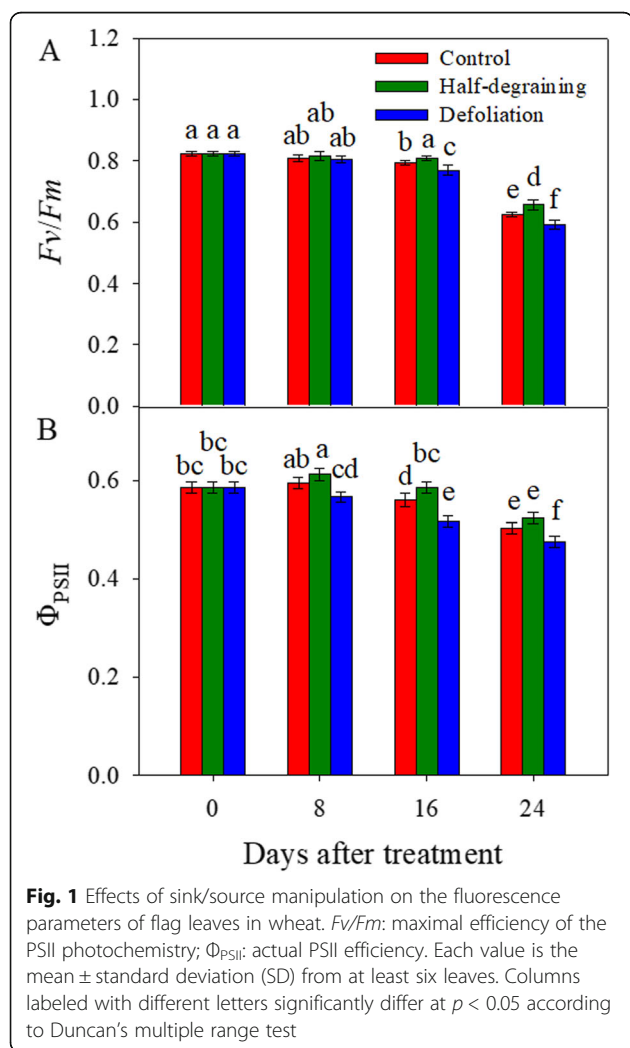 A
1.2
Control
Half-degraining
Defoliation
1.0
0.8
0.6
0.4
0.2
0.0
Fv/Fm
a a a
ab ab ab
b a c
e d f
B
0.6
0.4
0.2
0.0
Φ_PSII
bc bc bc
ab a cd
d bc e
e e f
0 8 16 24
Days after treatment
Fig. 1 Effects of sink/source manipulation on the fluorescence
parameters of flag leaves in wheat. Fv/Fm: maximal efficiency of the
PSII photochemistry; Φ_PSII: actual PSII efficiency. Each value is the
mean ± standard deviation (SD) from at least six leaves. Columns
labeled with different letters significantly differ at p < 0.05 according
to Duncan's multiple range test